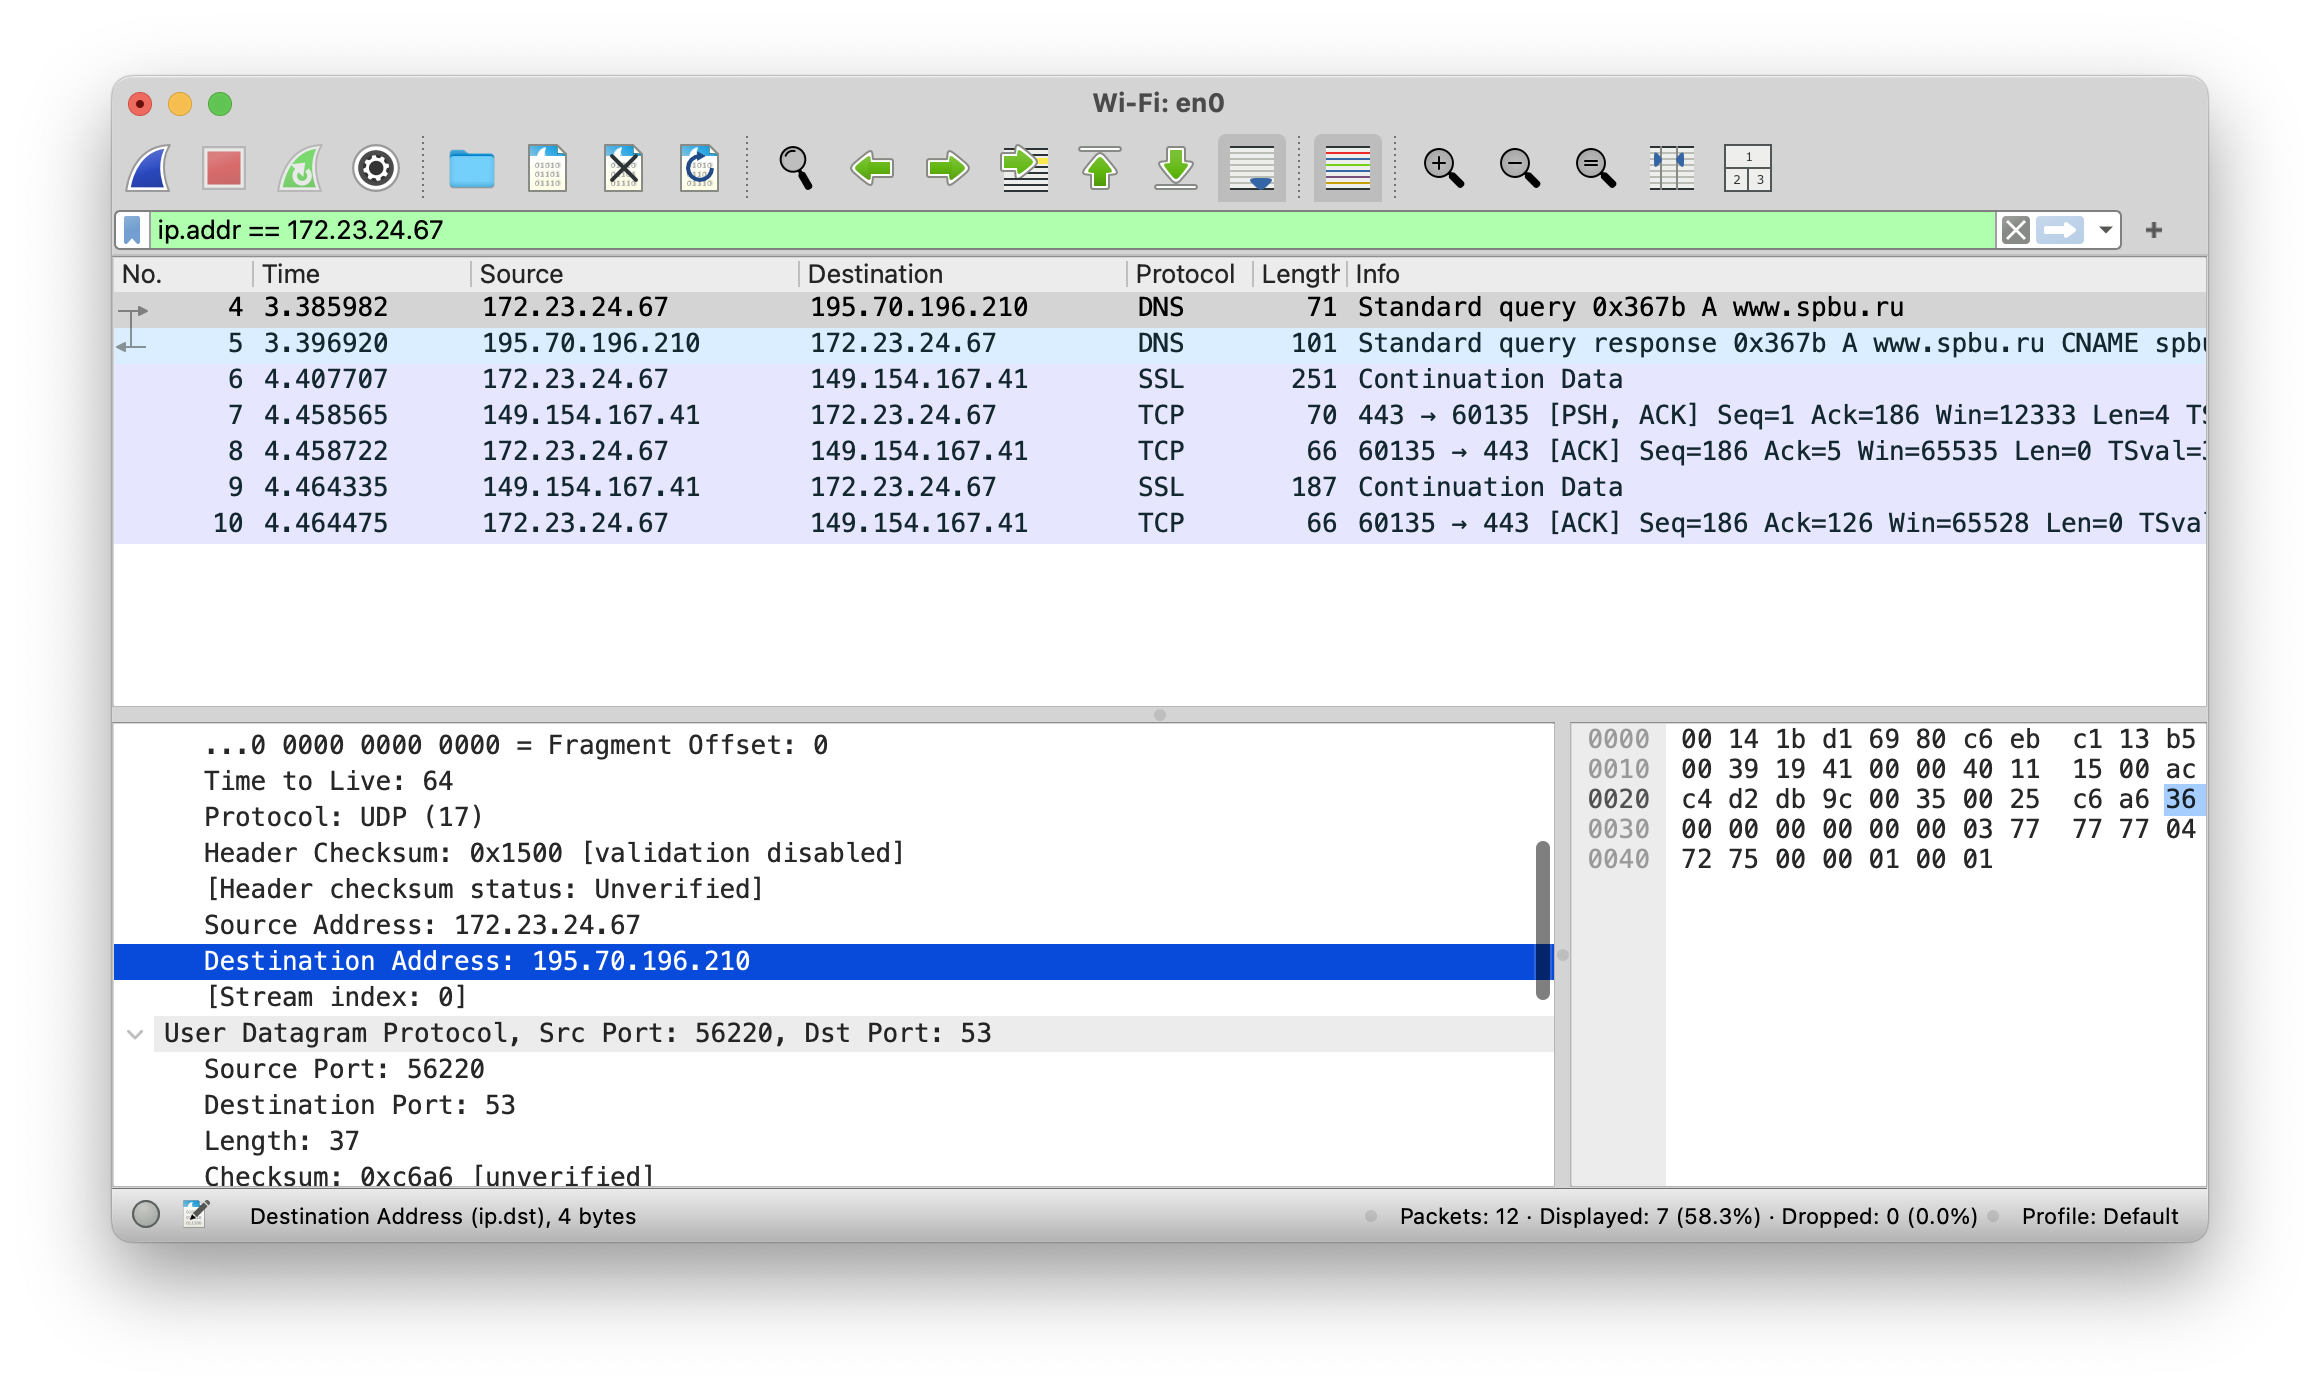 Wi-Fi: en0
ip.addr == 172.23.24.67
No. Time Source Destination Protocol Length Info
4 3.385982 172.23.24.67 195.70.196.210 DNS 71 Standard query 0x367b A www.spbu.ru
5 3.396920 195.70.196.210 172.23.24.67 DNS 101 Standard query response 0x367b A www.spbu.ru CNAME spbu
6 4.407707 172.23.24.67 149.154.167.41 SSL 251 Continuation Data
7 4.458565 149.154.167.41 172.23.24.67 TCP 70 443 → 60135 [PSH, ACK] Seq=1 Ack=186 Win=12333 Len=4
8 4.458722 172.23.24.67 149.154.167.41 TCP 66 60135 → 443 [ACK] Seq=186 Ack=5 Win=65535 Len=0 TSval=
9 4.464335 149.154.167.41 172.23.24.67 SSL 187 Continuation Data
10 4.464475 172.23.24.67 149.154.167.41 TCP 66 60135 → 443 [ACK] Seq=186 Ack=126 Win=65528 Len=0 TSva
...0 0000 0000 0000 = Fragment Offset: 0
Time to Live: 64
Protocol: UDP (17)
Header Checksum: 0x1500 [validation disabled]
[Header checksum status: Unverified]
Source Address: 172.23.24.67
Destination Address: 195.70.196.210
[Stream index: 0]
User Datagram Protocol, Src Port: 56220, Dst Port: 53
Source Port: 56220
Destination Port: 53
Length: 37
Checksum: 0xc6a6 [unverified]
0000 00 14 1b d1 69 80 c6 eb c1 13 b5
0010 00 39 19 41 00 00 40 11 15 00 ac
0020 c4 d2 db 9c 00 35 00 25 c6 a6 36
0030 00 00 00 00 00 00 03 77 77 77 04
0040 72 75 00 00 01 00 01
Destination Address (ip.dst), 4 bytes
Packets: 12 · Displayed: 7 (58.3%) · Dropped: 0 (0.0%)
Profile: Default